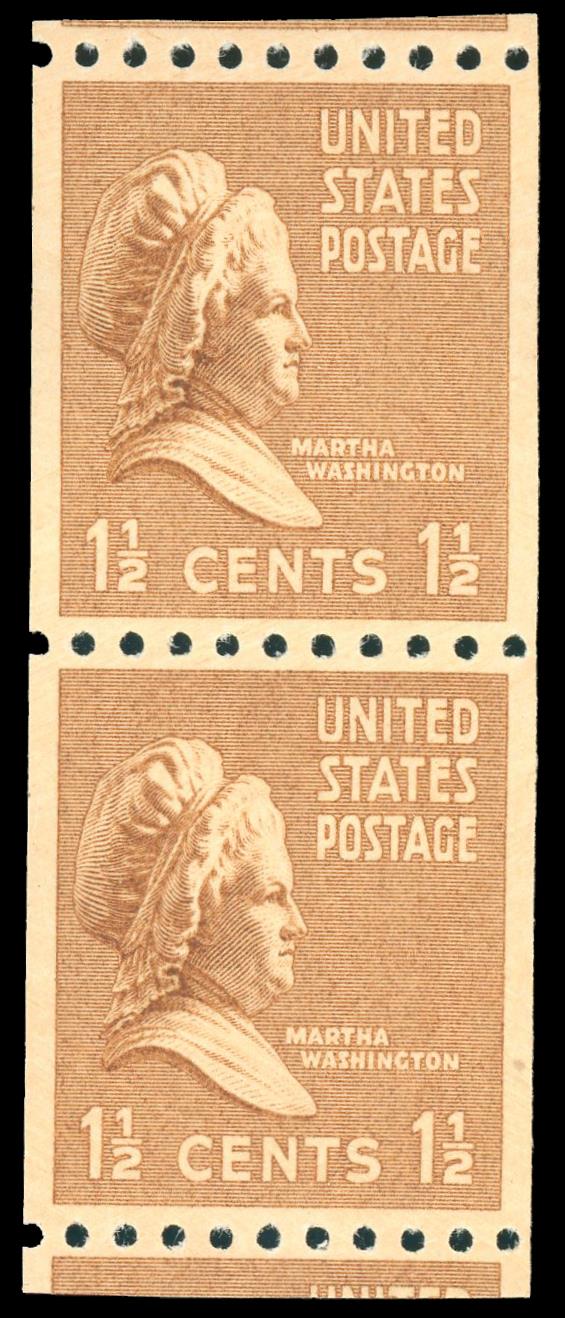 UNITED
STATES
POSTAGE
MARTHA
WASHINGTON
1½ CENTS 1½
UNITED
STATES
POSTAGE
MARTHA
WASHINGTON
1½ CENTS 1½
UNITED